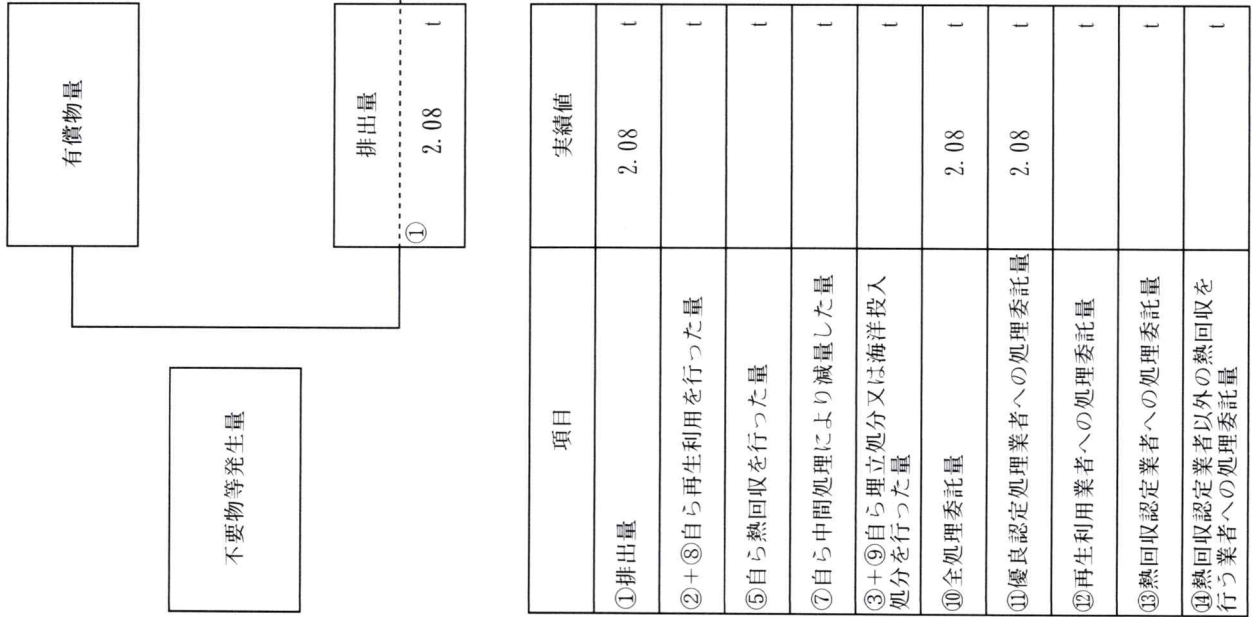 有償物量
不要物等発生量
排出量
① 2.08 t
項目 実績値
①排出量 2.08 t
②+⑧自ら再生利用を行った量 t
⑤自ら熱回収を行った量 t
⑦自ら中間処理により減量した量 t
③+⑨自ら埋立処分又は海洋投入
処分を行った量 t
⑩全処理委託量 2.08 t
⑪優良認定処理業者への処理委託量 2.08 t
⑫再生利用業者への処理委託量 t
⑬熱回収認定業者への処理委託量 t
⑭熱回収認定業者以外の熱回収を
行う業者への処理委託量 t